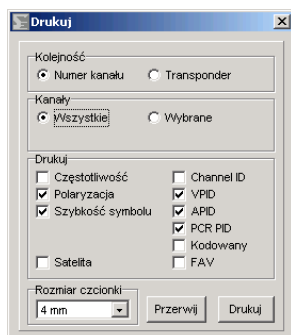 Drukuj
Kolejność
Numer kanału Transponder
Kanały
Wszystkie Wybrane
Drukuj
Częstotliwość Channel ID
Polaryzacja VPID
Szybkość symbolu APID
PCR PID
Kodowany
Satelita FAV
Rozmiar czcionki
4 mm Przerwij Drukuj